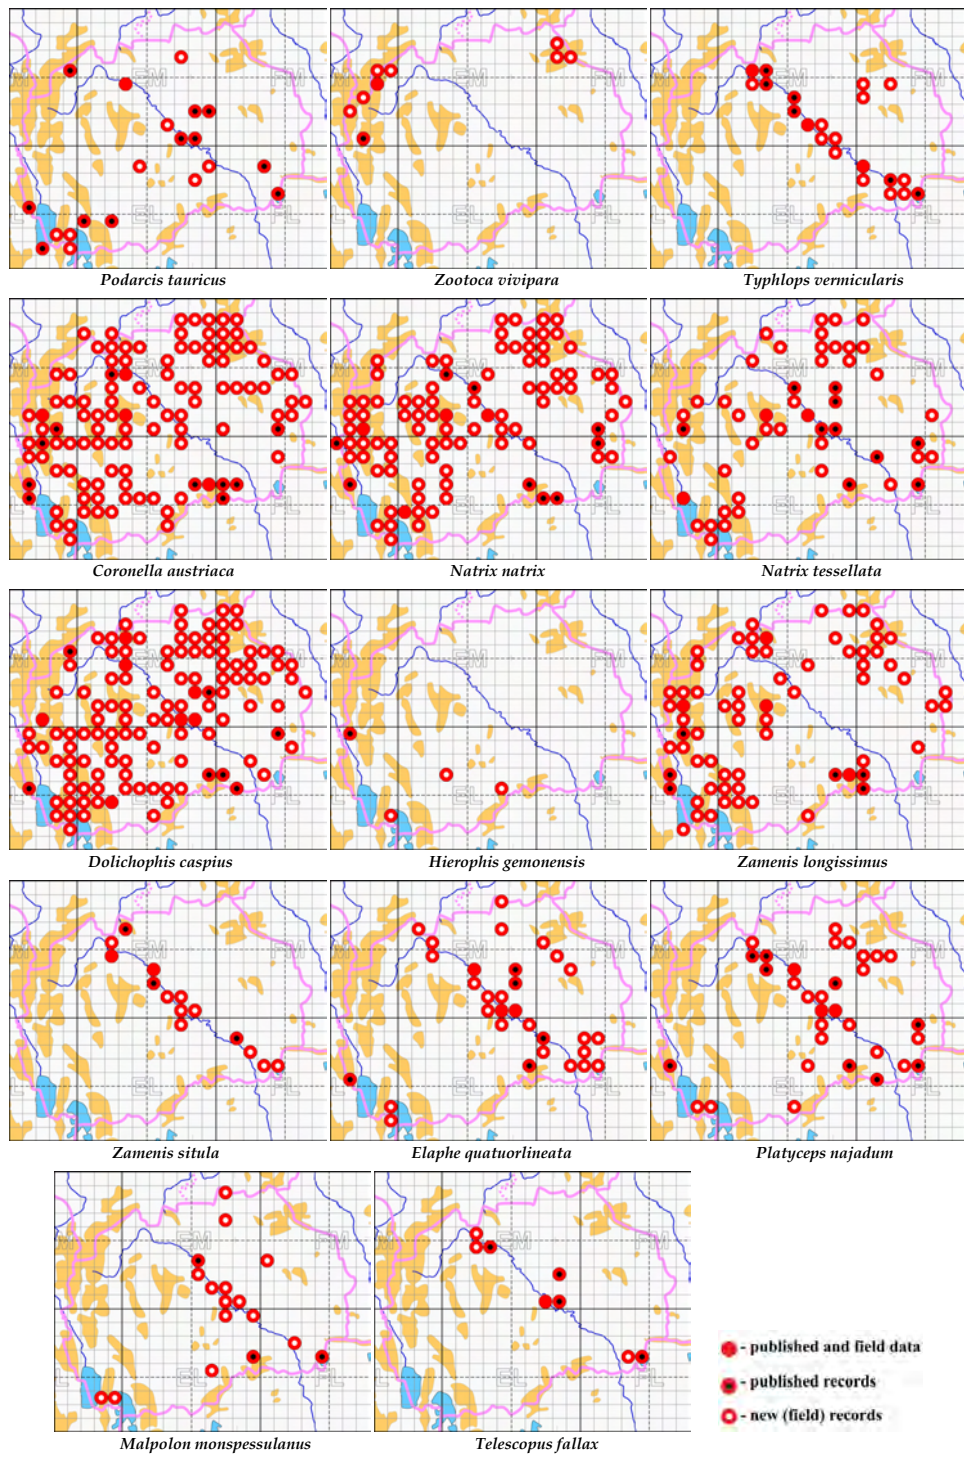 Podarcis tauricus
Zootoca vivipara
Typhlops vermicularis
Coronella austriaca
Natrix natrix
Natrix tessellata
Dolichophis caspius
Hierophis gemonensis
Zamenis longissimus
Zamenis situla
Elaphe quatuorlineata
Platyceps najadum
- published and field data
- published records
- new (field) records
Malpolon monspessulanus
Telescopus fallax